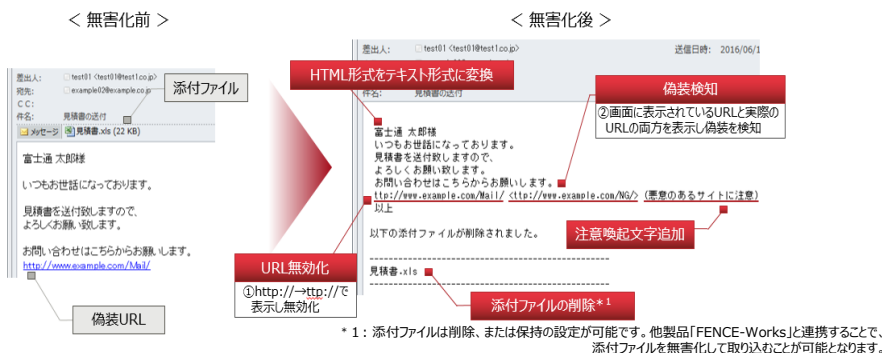 ＜ 無害化前 ＞
＜ 無害化後 ＞
差出人: test01 <test01@test1.co.jp>
宛先: example02@example.co.jp
ＣＣ:
件名: 見積書の送付
メッセージ 見積書.xls (22 KB)
添付ファイル
富士通 太郎様
いつもお世話になっております。
見積書を送付致しますので、
よろしくお願い致します。
お問い合わせはこちらからお願いします。
http://www.example.com/Mail/
偽装URL
差出人: test01 <test01@test1.co.jp>
送信日時: 2016/06/1
HTML形式をテキスト形式に変換
件名: 見積書の送付
偽装検知
②画面に表示されているURLと実際の
URLの両方を表示し偽装を検知
富士通 太郎様
いつもお世話になっております。
見積書を送付致しますので、
よろしくお願い致します。
お問い合わせはこちらからお願いします。
ttp://www.example.com/Mail/ <ttp://www.example.com/NG/> (悪意のあるサイトに注意)
以上
注意喚起文字追加
以下の添付ファイルが削除されました。
URL無効化
①http://→ttp://で
表示し無効化
見積書.xls
添付ファイルの削除*1
*1：添付ファイルは削除、または保持の設定が可能です。他製品「FENCE-Works」と連携することで、
添付ファイルを無害化して取り込むことが可能となります。